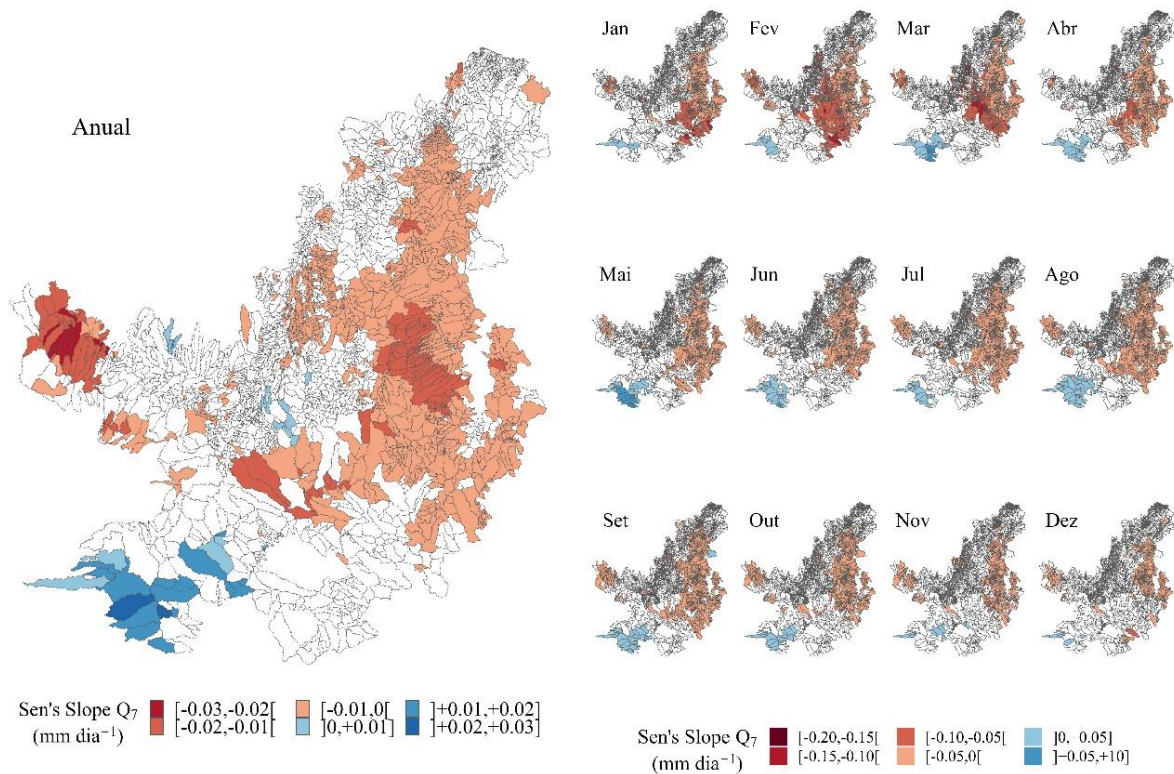 Anual
Jan Fev Mar Abr
Mai Jun Jul Ago
Set Out Nov Dez
Sen's Slope Q₇
(mm dia⁻¹)
[-0.03,-0.02[ [-0.01,0[ ]+0.01,+0.02]
[-0.02,-0.01[ ]0,+0.01] ]+0.02,+0.03]
Sen's Slope Q₇
(mm dia⁻¹)
[-0.20,-0.15[ [-0.10,-0.05[ ]0,-0.05]
[-0.15,-0.10[ [-0.05,0[ ]-0.05,+10]